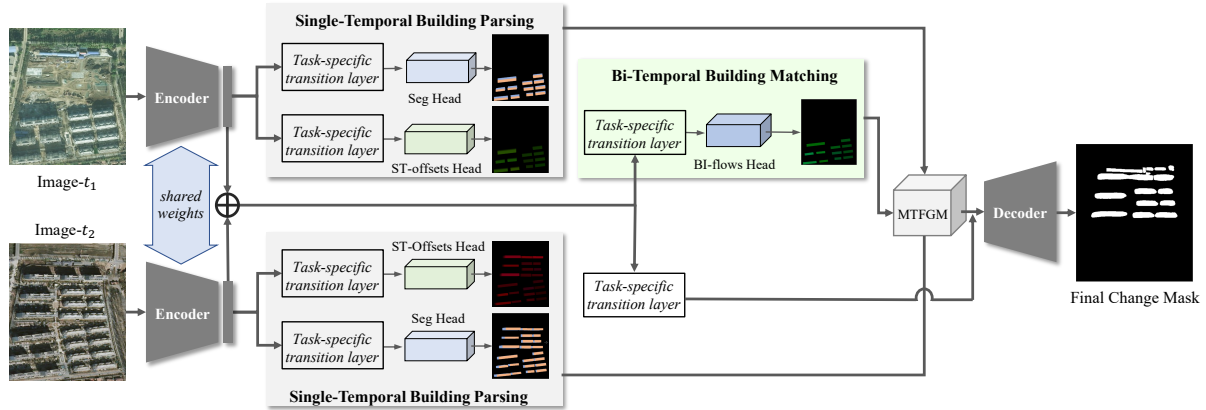 Single-Temporal Building Parsing
Task-specific
transition layer
Seg Head
Encoder
Task-specific
transition layer
ST-offsets Head
Image-t₁
shared
weights
Bi-Temporal Building Matching
Task-specific
transition layer
BI-flows Head
MTFGM
Decoder
Final Change Mask
Image-t₂
Encoder
ST-Offsets Head
Task-specific
transition layer
Seg Head
Task-specific
transition layer
Single-Temporal Building Parsing
Task-specific
transition layer